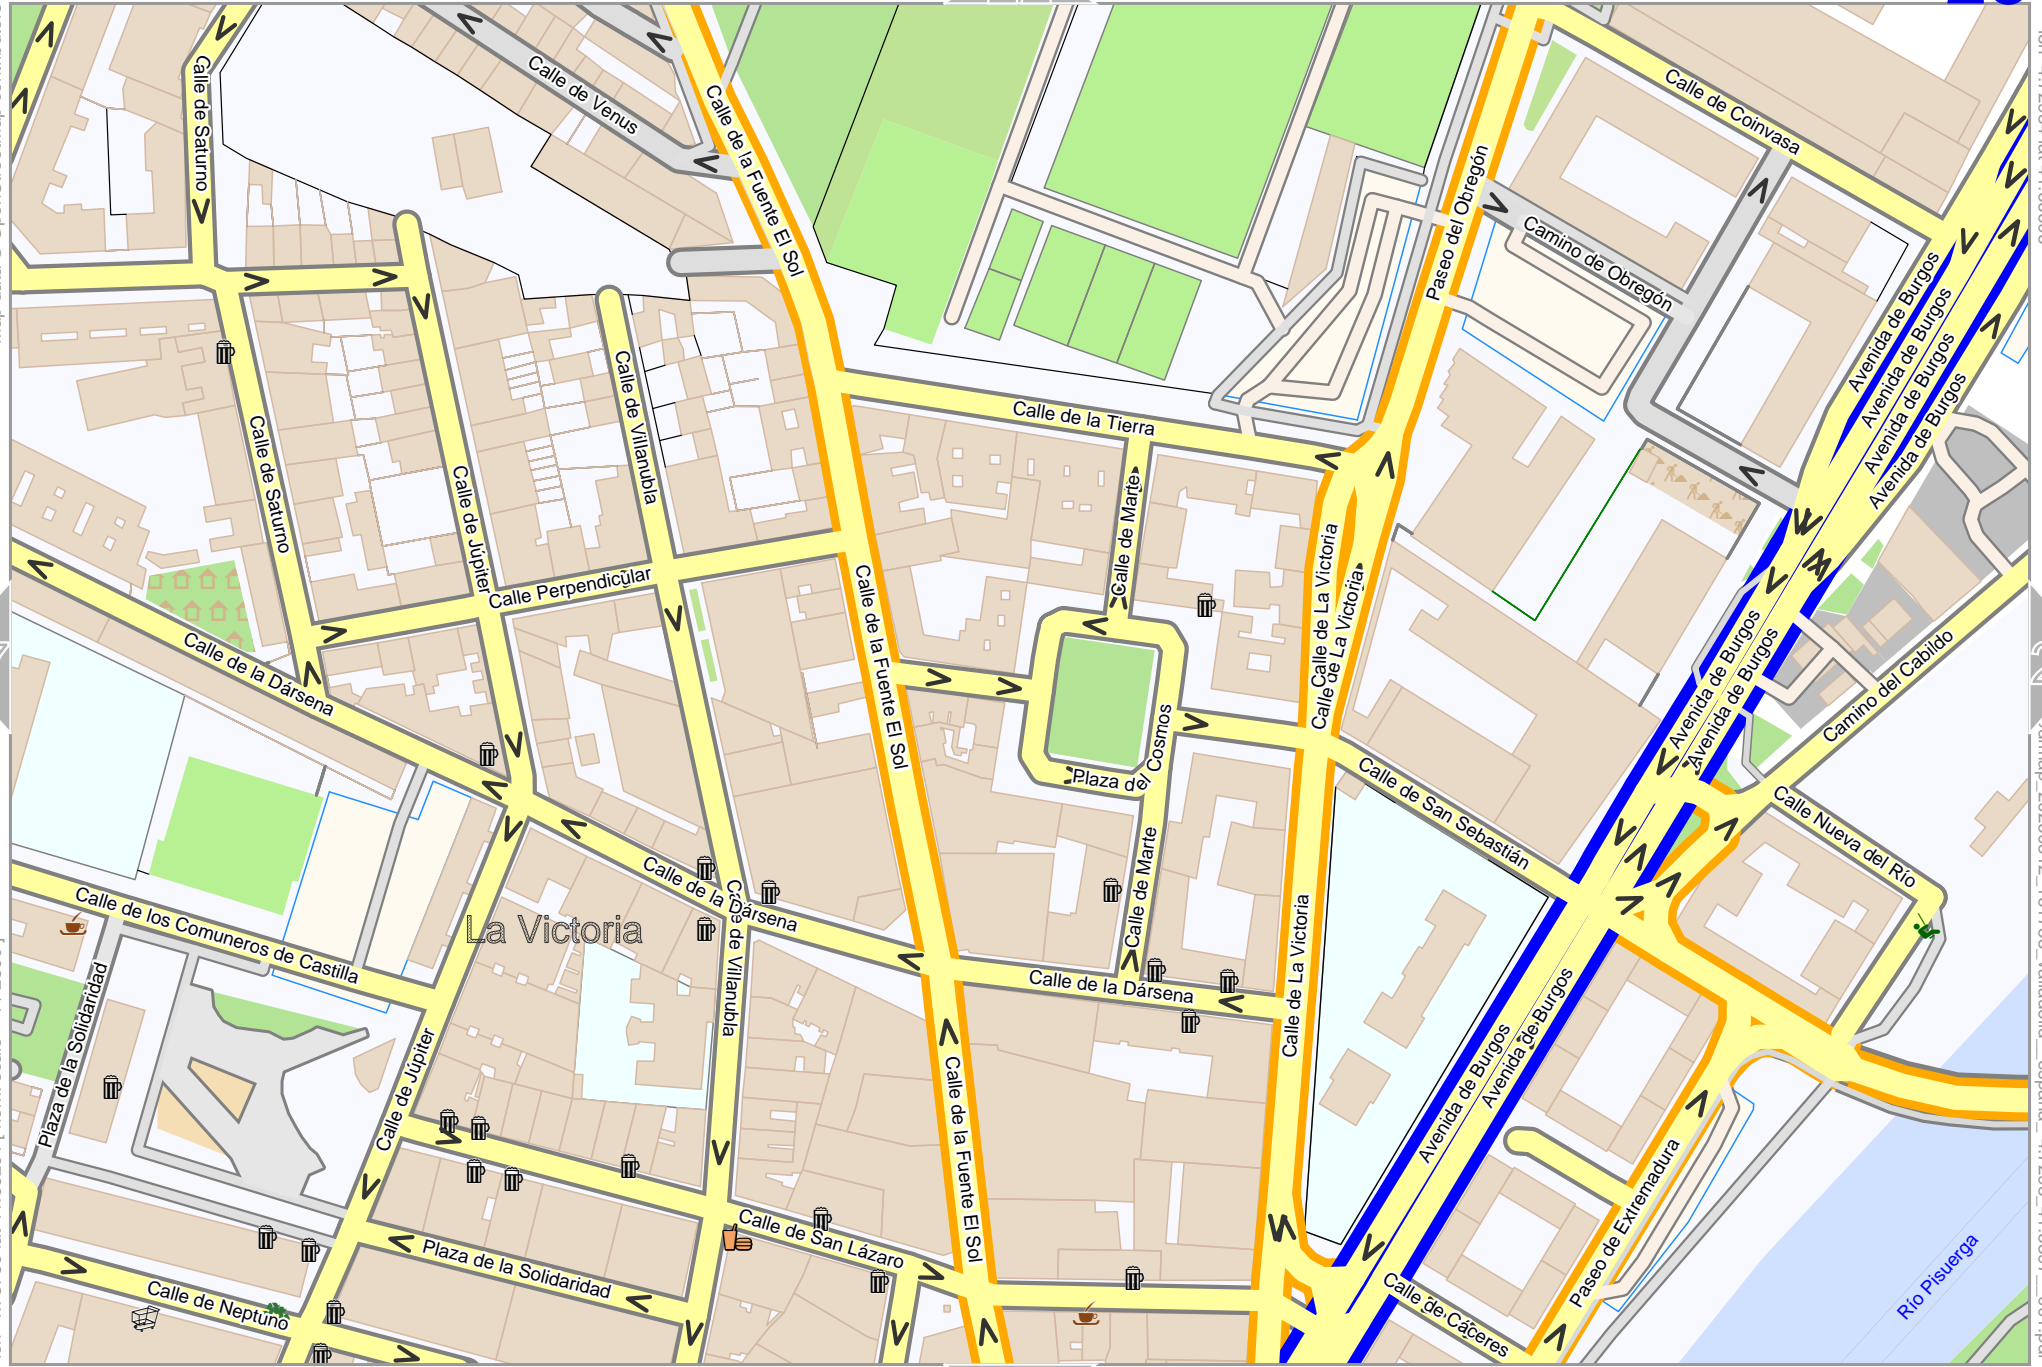 Calle de Saturno
Calle de Venus
Calle de la Fuente El Sol
Calle de Coinvasa
Paseo del Obregón
Camino de Obregón
Avenida de Burgos
Avenida de Burgos
Avenida de Burgos
Avenida de Burgos
Calle de Villanubla
Calle de la Tierra
Calle de Saturno
Calle de Júpiter
Calle de Marte
Calle Perpendicular
Calle de La Victoria
Calle de La Victoria
Calle de la Fuente El Sol
Calle de la Dársena
Avenida de Burgos
Avenida de Burgos
Camino del Cabildo
Plaza del Cosmos
Calle de San Sebastián
Calle Nueva del Río
Calle de Marte
Calle de la Dársena
Calle de Villanubla
Calle de los Comuneros de Castilla
La Victoria
Calle de la Dársena
Calle de La Victoria
Plaza de la Solidaridad
Calle de Júpiter
Avenida de Burgos
Avenida de Burgos
Calle de la Fuente El Sol
Paseo de Extremadura
Calle de San Lázaro
Plaza de la Solidaridad
Calle de Neptuno
Calle de Cáceres
Río Pisuerga